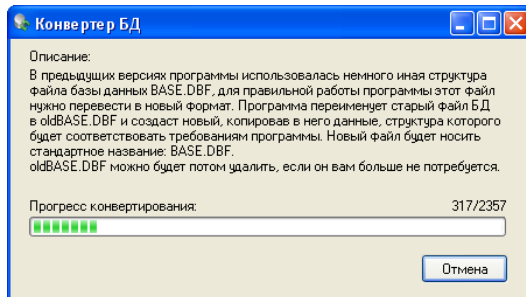 Конвертер БД
Описание:
В предыдущих версиях программы использовалась немного иная структура
файла базы данных BASE.DBF, для правильной работы программы этот файл
нужно перевести в новый формат. Программа переименует старый файл БД
в oldBASE.DBF и создаст новый, копировав в него данные, структура которого
будет соответствовать требованиям программы. Новый файл будет носить
стандартное название: BASE.DBF.
oldBASE.DBF можно будет потом удалить, если он вам больше не потребуется.
Прогресс конвертирования: 317/2357
Отмена